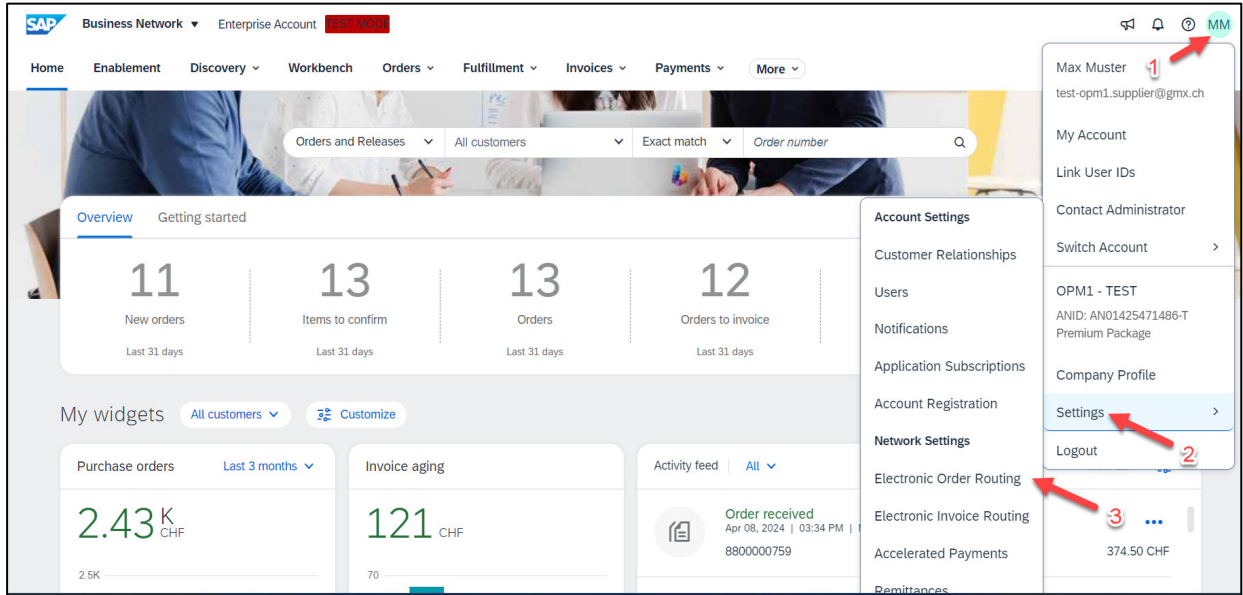 SAP Business Network ▼ Enterprise Account TEST MODE MM
Home Enablement Discovery Workbench Orders Fulfillment Invoices Payments More
1
Max Muster
test-opm1.supplier@gmx.ch
My Account
Link User IDs
Contact Administrator
Switch Account
OPM1 - TEST
ANID: AN01425471486-T
Premium Package
Company Profile
Settings
2
Logout
Orders and Releases All customers Exact match Order number
Overview Getting started
11 13 13 12
New orders Items to confirm Orders Orders to invoice
Last 31 days Last 31 days Last 31 days Last 31 days
Account Settings
Customer Relationships
Users
Notifications
Application Subscriptions
Account Registration
Network Settings
Electronic Order Routing
3
Electronic Invoice Routing
Accelerated Payments
Remittances
My widgets All customers Customize
Purchase orders Last 3 months
2.43 K CHF
2.5K
Invoice aging
121 CHF
70
Activity feed All
Order received
Apr 08, 2024 | 03:34 PM |
8800000759
374.50 CHF